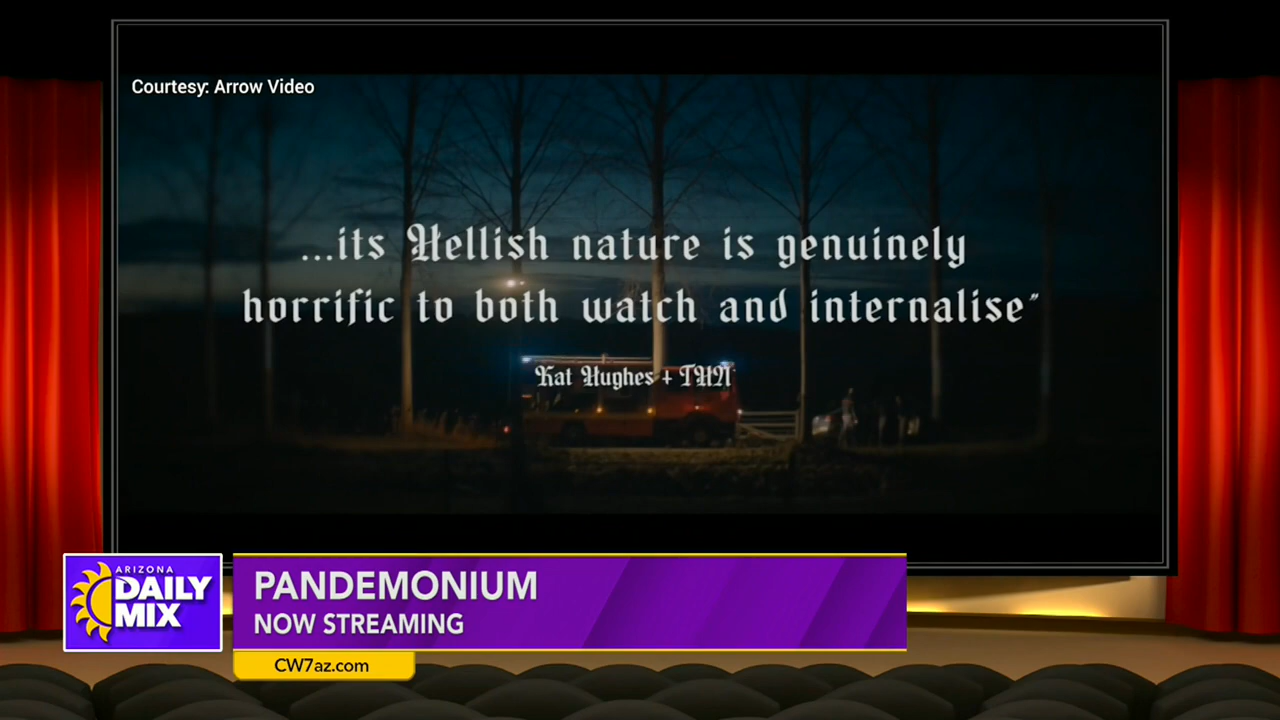 Courtesy: Arrow Video
...its Hellish nature is genuinely
horrific to both watch and internalise"
Kat Hughes + THN
ARIZONA
DAILY
MIX
PANDEMONIUM
NOW STREAMING
CW7az.com